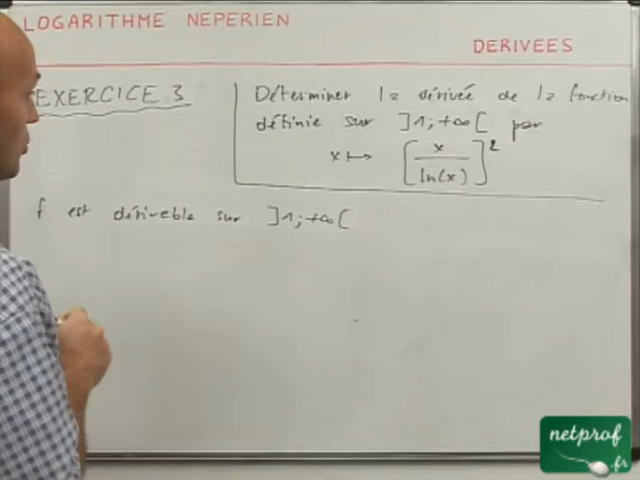 LOGARITHME NEPERIEN
DERIVEES
EXERCICE 3
Déterminer la dérivée de la fonction
définie sur ]1;+∞[ par
x ↦ [x / ln(x)]²
f est dérivable sur ]1;+∞[
netprof
.fr